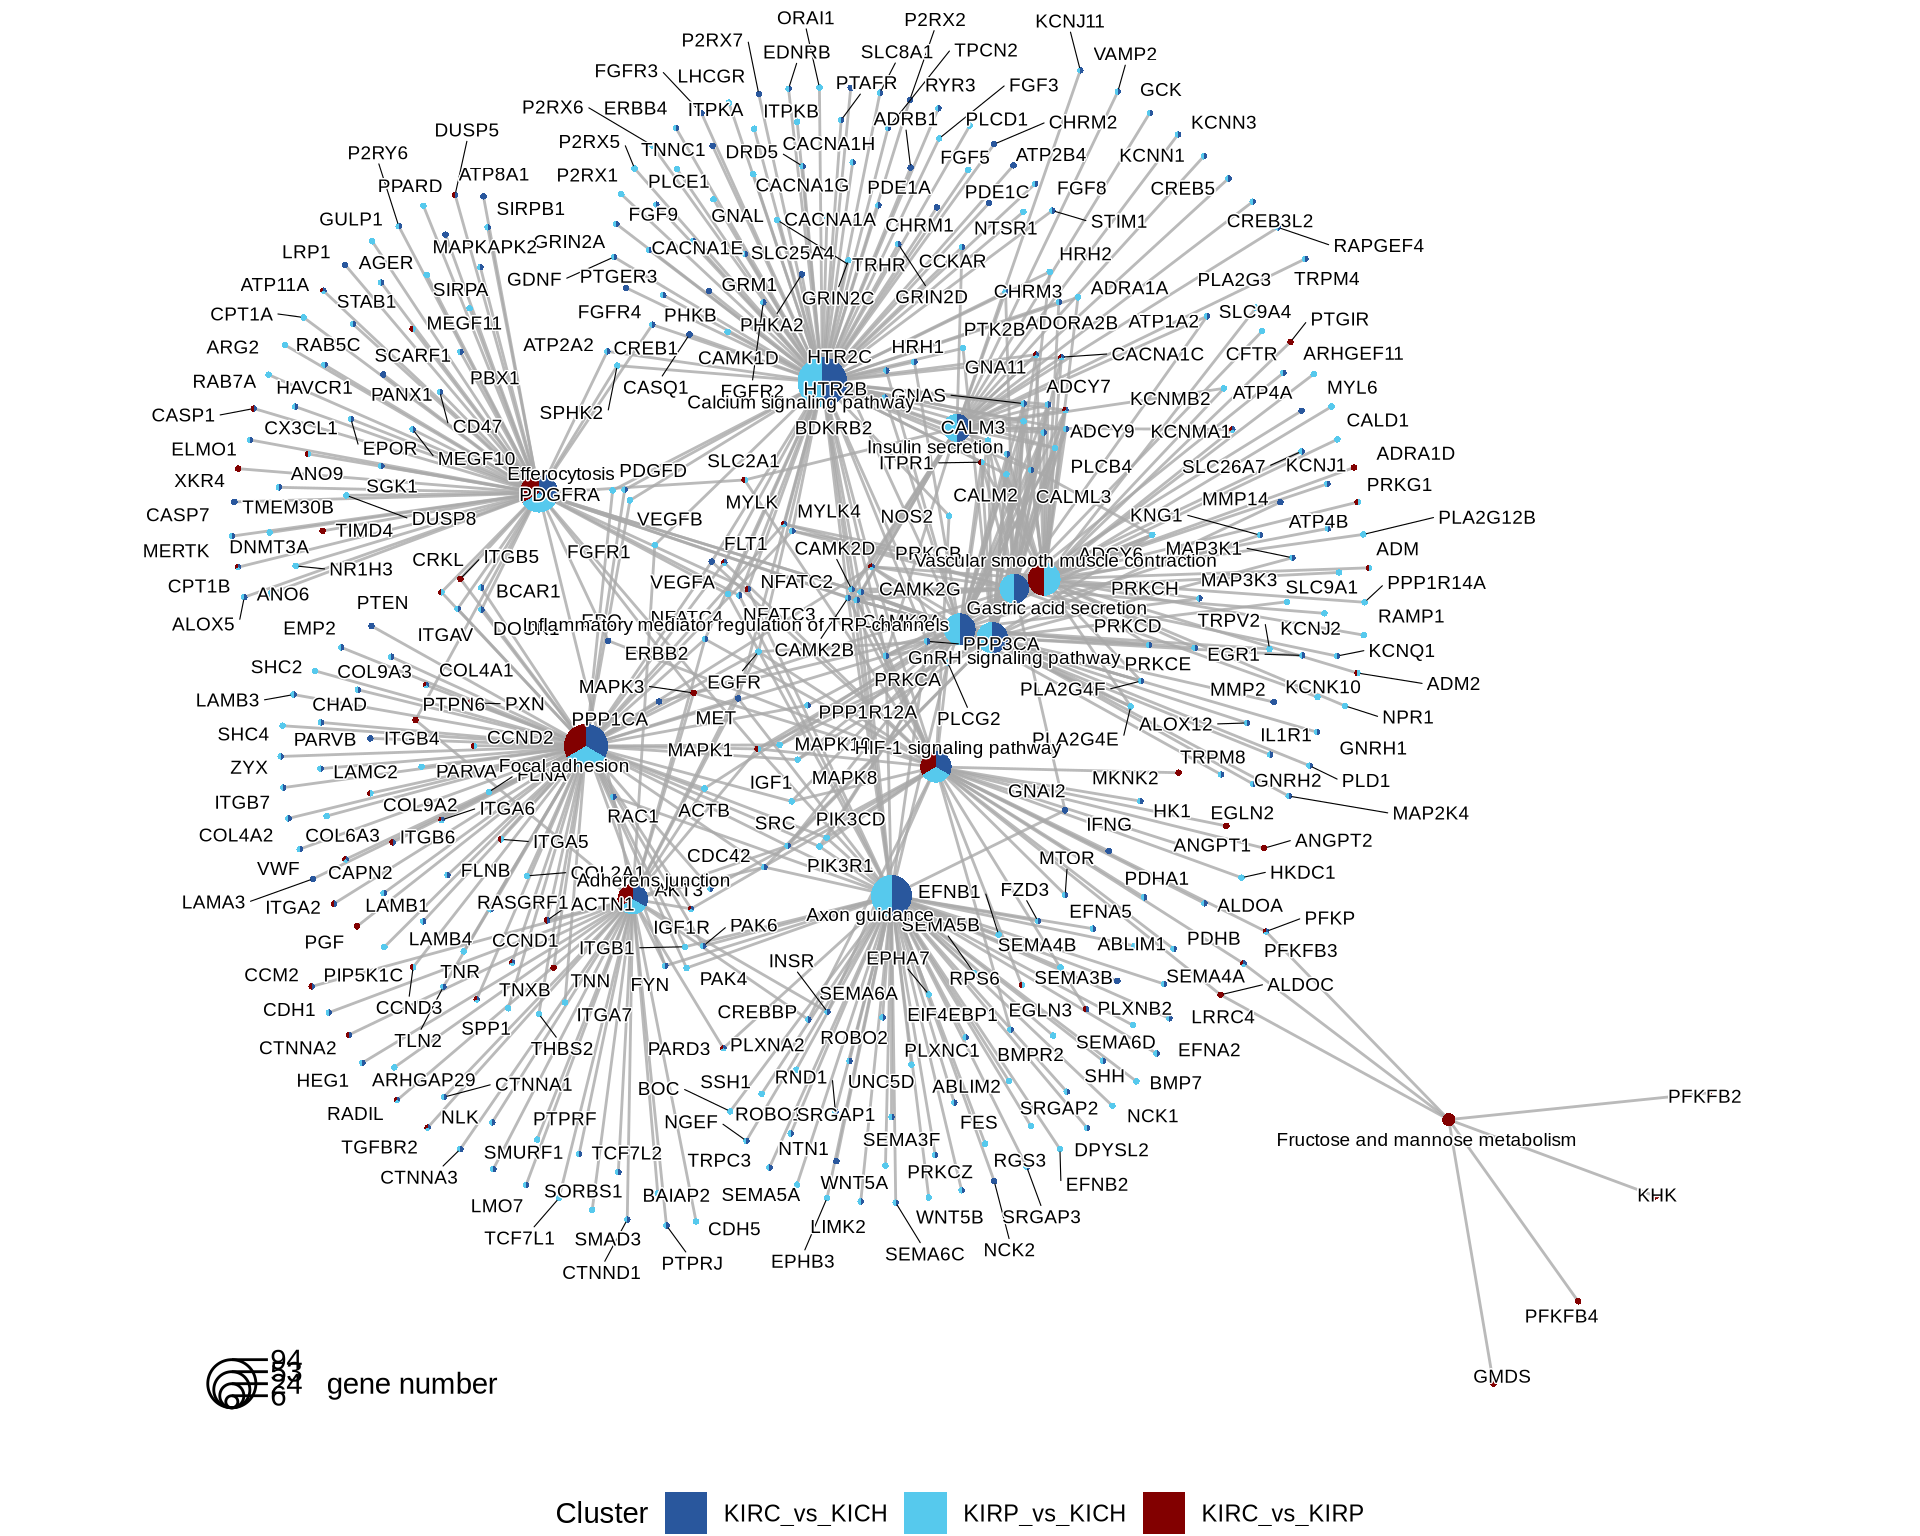 ORAI1
P2RX2
KCNJ11
P2RX7
EDNRB
SLC8A1
TPCN2
VAMP2
FGFR3
LHCGR
PTAFR
RYR3
FGF3
GCK
P2RX6
ERBB4
ITPKA
ITPKB
ADRB1
PLCD1
CHRM2
KCNN3
DUSP5
P2RX5
TNNC1
DRD5
CACNA1H
FGF5
ATP2B4
KCNN1
P2RY6
PPARD
ATP8A1
P2RX1
PLCE1
CACNA1G
PDE1A
PDE1C
FGF8
CREB5
GULP1
SIRPB1
FGF9
GNAL
CACNA1A
CHRM1
NTSR1
STIM1
CREB3L2
LRP1
MAPKAPK2
GRIN2A
CACNA1E
SLC25A4
TRHR
CCKAR
HRH2
RAPGEF4
ATP11A
AGER
SIRPA
GDNF
PTGER3
GRM1
GRIN2C
GRIN2D
CHRM3
ADRA1A
PLA2G3
TRPM4
CPT1A
STAB1
MEGF11
FGFR4
PHKB
PHKA2
PTK2B
ADORA2B
ATP1A2
SLC9A4
PTGIR
ARG2
RAB5C
SCARF1
ATP2A2
CREB1
CAMK1D
HTR2C
HRH1
GNA11
CACNA1C
CFTR
ARHGEF11
RAB7A
HAVCR1
PANX1
PBX1
CASQ1
FGFR2
HTR2B
GNAS
ADCY7
KCNMB2
ATP4A
MYL6
CASP1
CX3CL1
CD47
SPHK2
Calcium signaling pathway
BDKRB2
CALM3
ADCY9
KCNMA1
CALD1
ELMO1
EPOR
MEGF10
Insulin secretion
ITPR1
PLCB4
SLC26A7
KCNJ1
ADRA1D
XKR4
ANO9
SGK1
Efferocytosis
PDGFD
SLC2A1
PDGFRA
MYLK
CALM2
CALML3
MMP14
PRKG1
CASP7
TMEM30B
DUSP8
VEGFB
MYLK4
NOS2
KNG1
ATP4B
PLA2G12B
MERTK
DNMT3A
TIMD4
CRKL
ITGB5
FGFR1
FLT1
CAMK2D
PRKCB
ADCY6
MAP3K1
ADM
Vascular smooth muscle contraction
CPT1B
NR1H3
VEGFA
NFATC2
CAMK2G
PRKCH
MAP3K3
SLC9A1
PPP1R14A
ANO6
BCAR1
PTEN
Gastric acid secretion
ALOX5
EMP2
ITGAV
NFATC4
NFATC3
Inflammatory mediator regulation of TRP channels
PRKCD
TRPV2
KCNJ2
RAMP1
SHC2
COL9A3
COL4A1
ERBB2
CAMK2B
PPP3CA
GnRH signaling pathway
PRKCE
EGR1
KCNQ1
LAMB3
CHAD
PTPN6
PXN
MAPK3
EGFR
PRKCA
PLA2G4F
MMP2
KCNK10
ADM2
SHC4
PARVB
ITGB4
CCND2
PPP1CA
MET
PPP1R12A
PLCG2
ALOX12
NPR1
ZYX
LAMC2
PARVA
FLNA
Focal adhesion
MAPK1
HIF-1 signaling pathway
PLA2G4E
IL1R1
GNRH1
ITGB7
COL9A2
ITGA6
IGF1
MAPK8
MKNK2
TRPM8
GNRH2
PLD1
COL4A2
COL6A3
ITGB6
ITGA5
RAC1
ACTB
SRC
PIK3CD
GNAI2
IFNG
HK1
EGLN2
MAP2K4
VWF
CAPN2
FLNB
COL2A1
CDC42
PIK3R1
MTOR
ANGPT1
ANGPT2
LAMA3
ITGA2
LAMB1
RASGRF1
Adherens junction
ACTN1
AKT3
EFNB1
FZD3
PDHA1
HKDC1
PGF
LAMB4
CCND1
IGF1R
ITGB1
PAK6
Axon guidance
SEMA5B
EFNA5
ALDOA
PFKP
CCM2
PIP5K1C
TNR
TNN
FYN
PAK4
INSR
EPHA7
RPS6
SEMA4B
ABLIM1
PDHB
PFKFB3
CDH1
CCND3
TNXB
ITGA7
CREBBP
SEMA6A
EIF4EBP1
SEMA3B
EGLN3
SEMA4A
ALDOC
CTNNA2
TLN2
SPP1
THBS2
PARD3
PLXNA2
ROBO2
PLXNC1
BMPR2
PLXNB2
LRRC4
HEG1
ARHGAP29
CTNNA1
BOC
SSH1
RND1
UNC5D
ABLIM2
SEMA6D
SHH
EFNA2
BMP7
RADIL
NLK
PTPRF
NGEF
SRGAP1
FES
SRGAP2
NCK1
PFKFB2
TGFBR2
SMURF1
TCF7L2
TRPC3
NTN1
SEMA3F
RGS3
DPYSL2
Fructose and mannose metabolism
CTNNA3
LMO7
SORBS1
BAIAP2
SEMA5A
WNT5A
PRKCZ
EFNB2
KHK
TCF7L1
SMAD3
CDH5
LIMK2
WNT5B
SRGAP3
CTNND1
PTPRJ
EPHB3
SEMA6C
NCK2
PFKFB4
GMDS
94
53
24
6
gene number
Cluster
KIRC_vs_KICH
KIRP_vs_KICH
KIRC_vs_KIRP